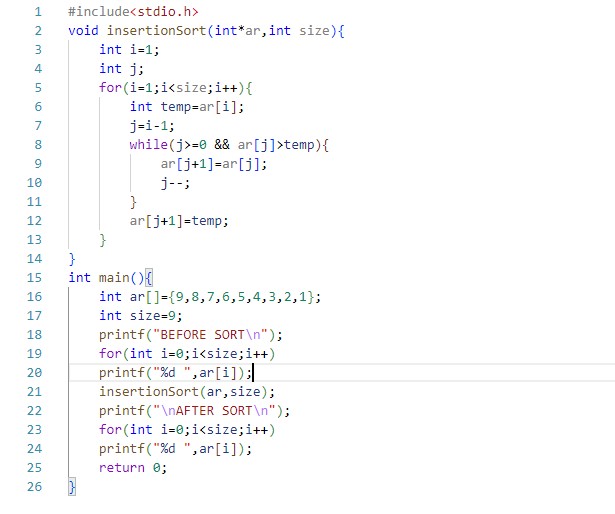 1 #include<stdio.h>
2 void insertionSort(int*ar,int size){
3     int i=1;
4     int j;
5     for(i=1;i<size;i++){
6         int temp=ar[i];
7         j=i-1;
8         while(j>=0 && ar[j]>temp){
9             ar[j+1]=ar[j];
10             j--;
11         }
12         ar[j+1]=temp;
13     }
14 }
15 int main(){
16     int ar[]={9,8,7,6,5,4,3,2,1};
17     int size=9;
18     printf("BEFORE SORT\n");
19     for(int i=0;i<size;i++)
20     printf("%d ",ar[i]);
21     insertionSort(ar,size);
22     printf("\nAFTER SORT\n");
23     for(int i=0;i<size;i++)
24     printf("%d ",ar[i]);
25     return 0;
26 }